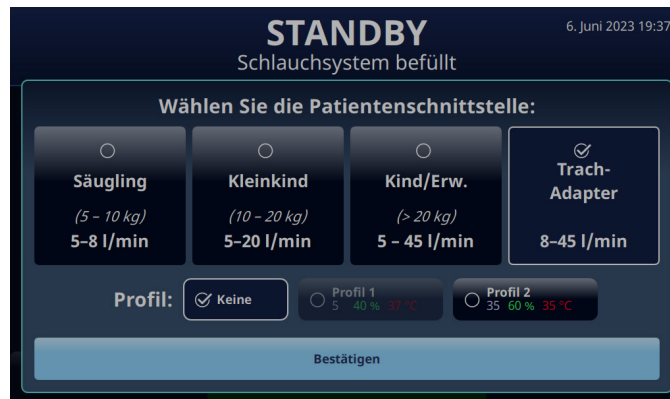 STANDBY
6. Juni 2023 19:37
Schlauchsystem befüllt
Wählen Sie die Patientenschnittstelle:
Säugling
(5 – 10 kg)
5–8 l/min
Kleinkind
(10 – 20 kg)
5–20 l/min
Kind/Erw.
(> 20 kg)
5 – 45 l/min
Trach-
Adapter
8–45 l/min
Profil:
Keine
Profil 1
5 40 % 37 °C
Profil 2
35 60 % 35 °C
Bestätigen